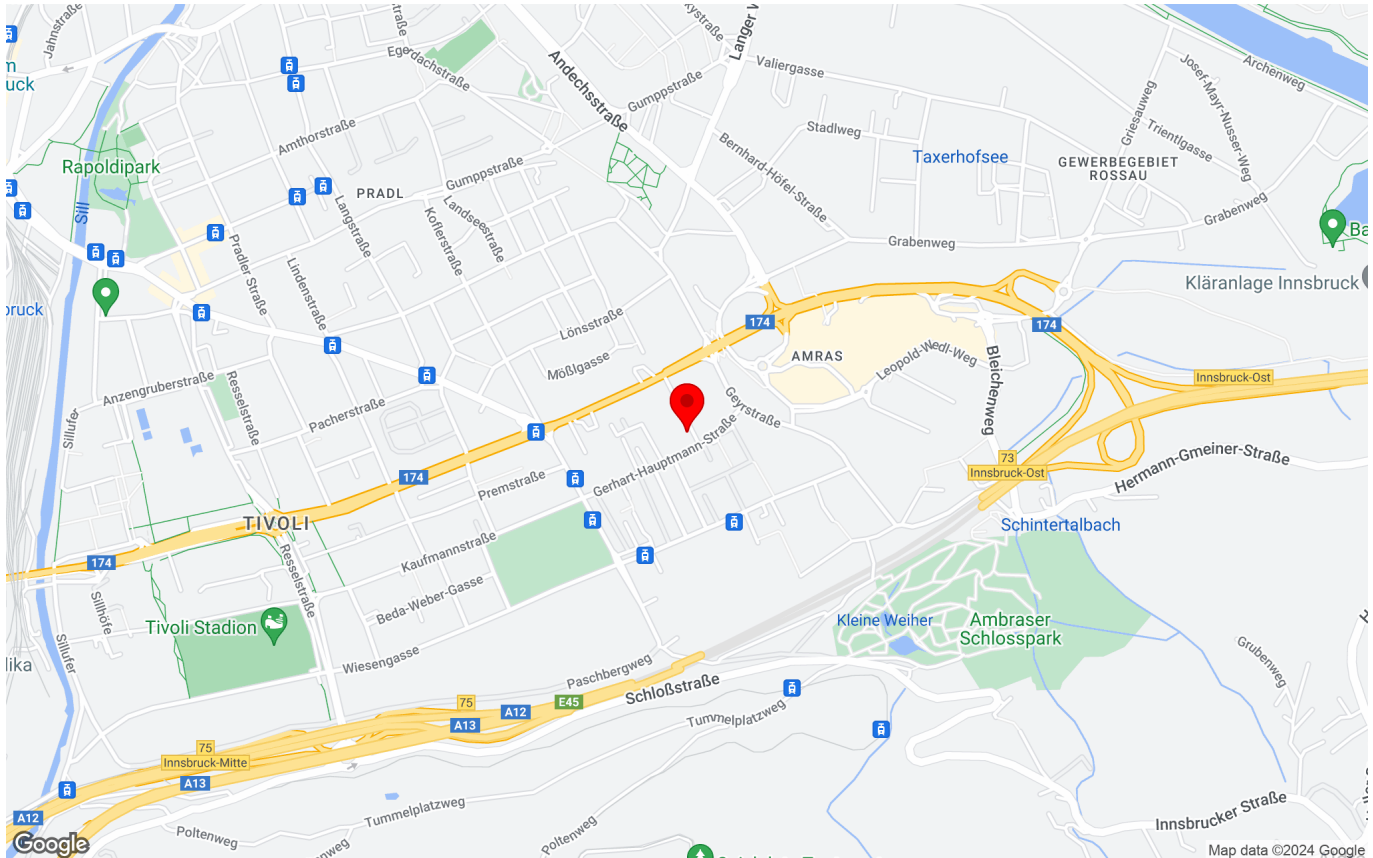 Jahnstraße
Egerdachstraße
Andechsstraße
Valiergasse
Archenweg
Josef-Mayr-Nusser-Weg
Griesauweg
Trientlgasse
Gumppstraße
Stadlweg
Amthorstraße
Bernhard-Höfel-Straße
Taxerhofsee
GEWERBEGEBIET
ROSSAU
Rapoldipark
PRADL
Gumppstraße
Landseestraße
Langstraße
Koflerstraße
Sill
Pradler Straße
Lindenstraße
Grabenweg
Grabenweg
Kläranlage Innsbruck
Lönsstraße
174
174
AMRAS
Mößlgasse
Leopold-Wedl-Weg
Bleichenweg
Innsbruck-Ost
Anzengruberstraße
Resselstraße
Pacherstraße
Geyrstraße
Sillufer
Gerhart-Hauptmann-Straße
73
Innsbruck-Ost
Hermann-Gmeiner-Straße
174
Premstraße
TIVOLI
Schintertalbach
Kaufmannstraße
Resselstraße
174
Sillhöfe
Beda-Weber-Gasse
Tivoli Stadion
Kleine Weiher
Ambraser
Schlosspark
Sillufer
Wiesengasse
Paschbergweg
Grubenweg
Schloßstraße
75
E45
A12
A13
Tummelplatzweg
75
Innsbruck-Mitte
A13
A12
Tummelplatzweg
Poltenweg
Poltenweg
Innsbrucker Straße
Google
Map data ©2024 Google